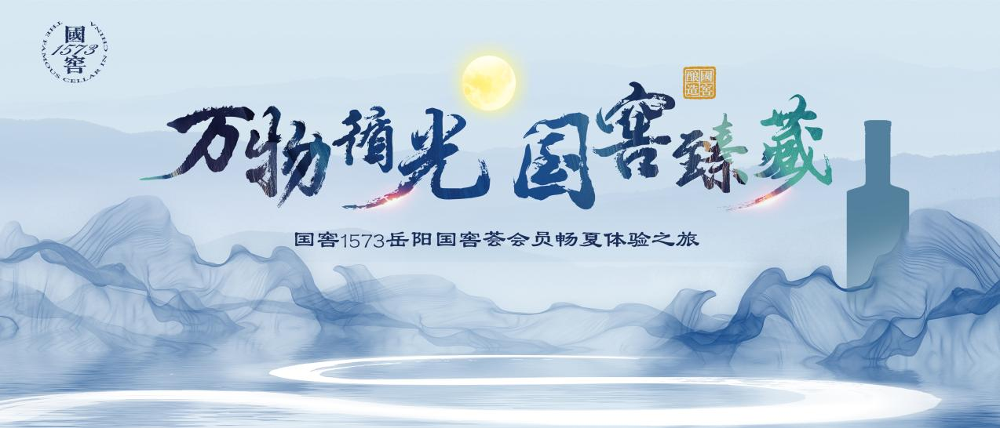 國窖
1573
THE FAMOUS CELLAR IN CHINA
國窖釀造
万物循光 国窖臻藏
国窖1573岳阳国窖荟会员畅夏体验之旅